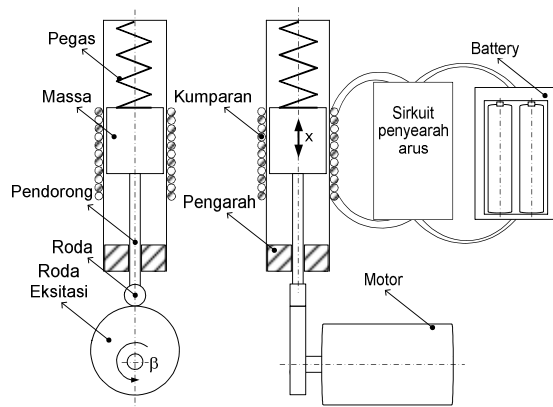 Pegas
Massa
Pendorong
Roda
Roda
Eksitasi
β
Kumparan
x
Pengarah
Sirkuit
penyearah
arus
Battery
Motor